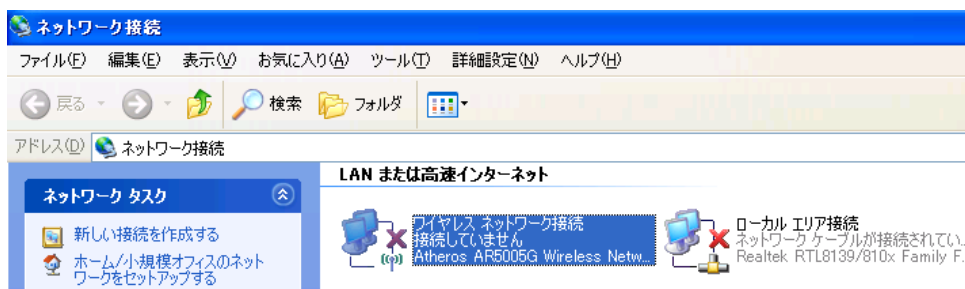 ネットワーク接続
ファイル(F) 編集(E) 表示(V) お気に入り(A) ツール(T) 詳細設定(N) ヘルプ(H)
戻る 検索 フォルダ
アドレス(D) ネットワーク接続
ネットワーク タスク
新しい接続を作成する
ホーム/小規模オフィスのネット
ワークをセットアップする
LAN または高速インターネット
ワイヤレス ネットワーク接続
接続していません
Atheros AR5005G Wireless Netw...
ローカル エリア接続
ネットワーク ケーブルが接続されてい...
Realtek RTL8139/810x Family F...